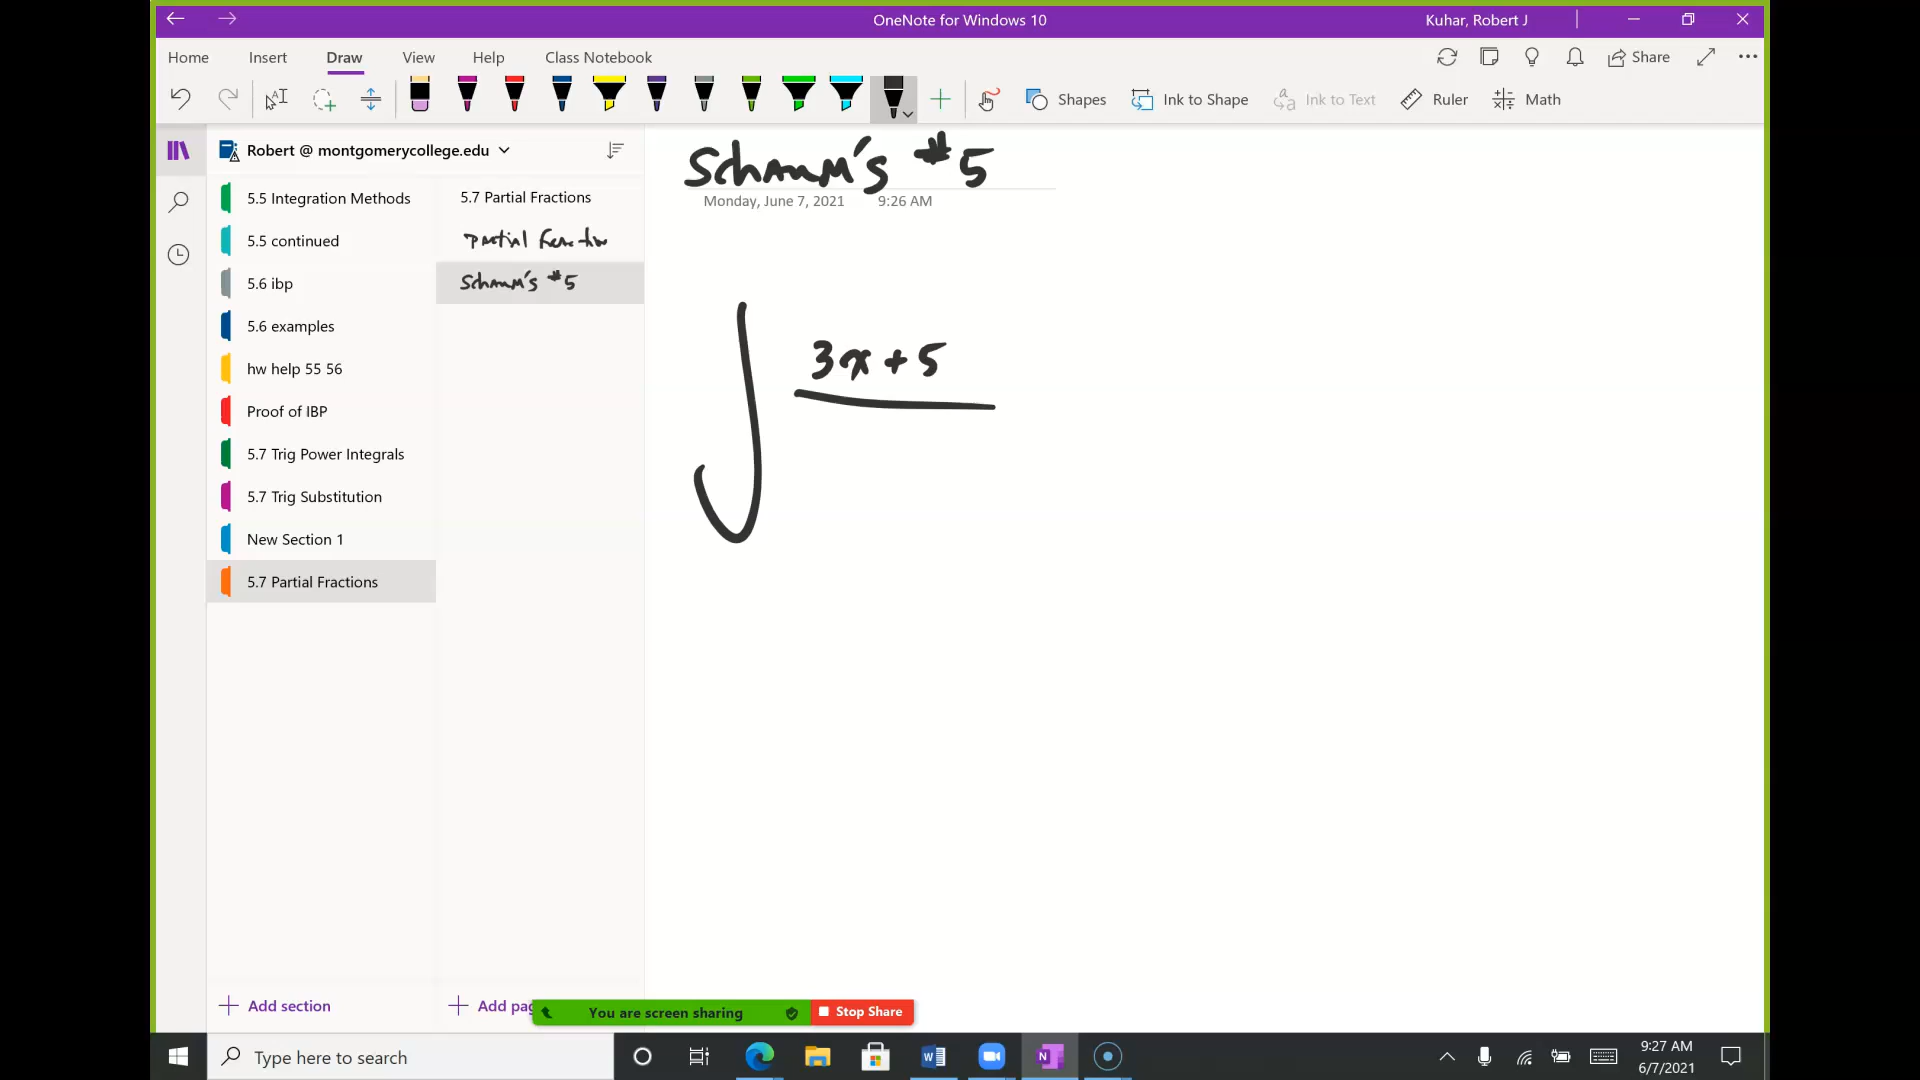 OneNote for Windows 10
Kuhar, Robert J
Home Insert Draw View Help Class Notebook
Share
Shapes Ink to Shape Ink to Text Ruler Math
Robert @ montgomerycollege.edu
5.5 Integration Methods
5.5 continued
5.6 ibp
5.6 examples
hw help 55 56
Proof of IBP
5.7 Trig Power Integrals
5.7 Trig Substitution
New Section 1
5.7 Partial Fractions
Add section
5.7 Partial Fractions
partial
Schaum's #5
Add pag
Schaum's #5
Monday, June 7, 2021 9:26 AM
∫ 3x + 5
You are screen sharing Stop Share
Type here to search
9:27 AM
6/7/2021